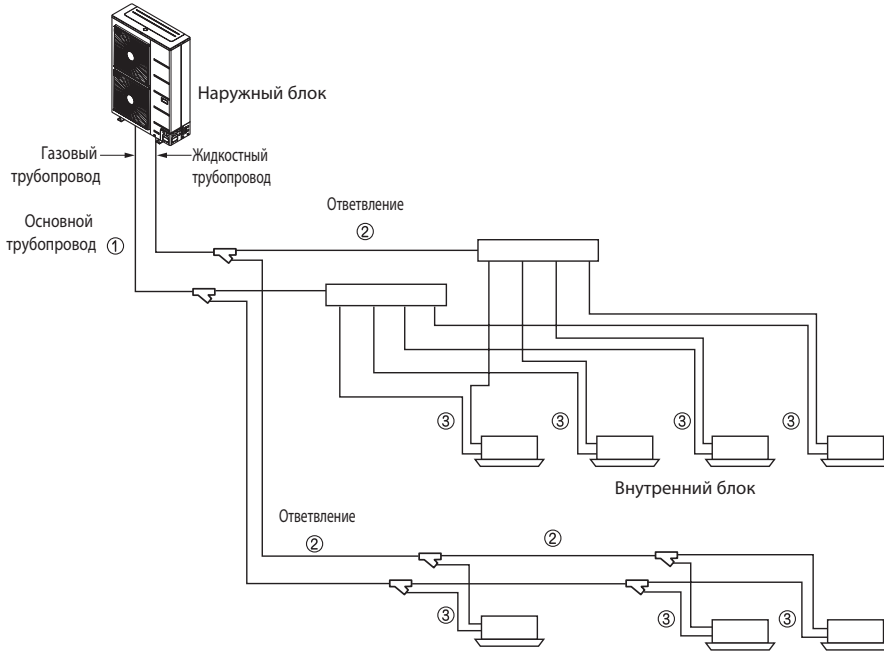 Наружный блок
Газовый
трубопровод
Жидкостный
трубопровод
Основной
трубопровод ①
Ответвление
②
③
③
③
③
Внутренний блок
Ответвление
②
②
③
③
③